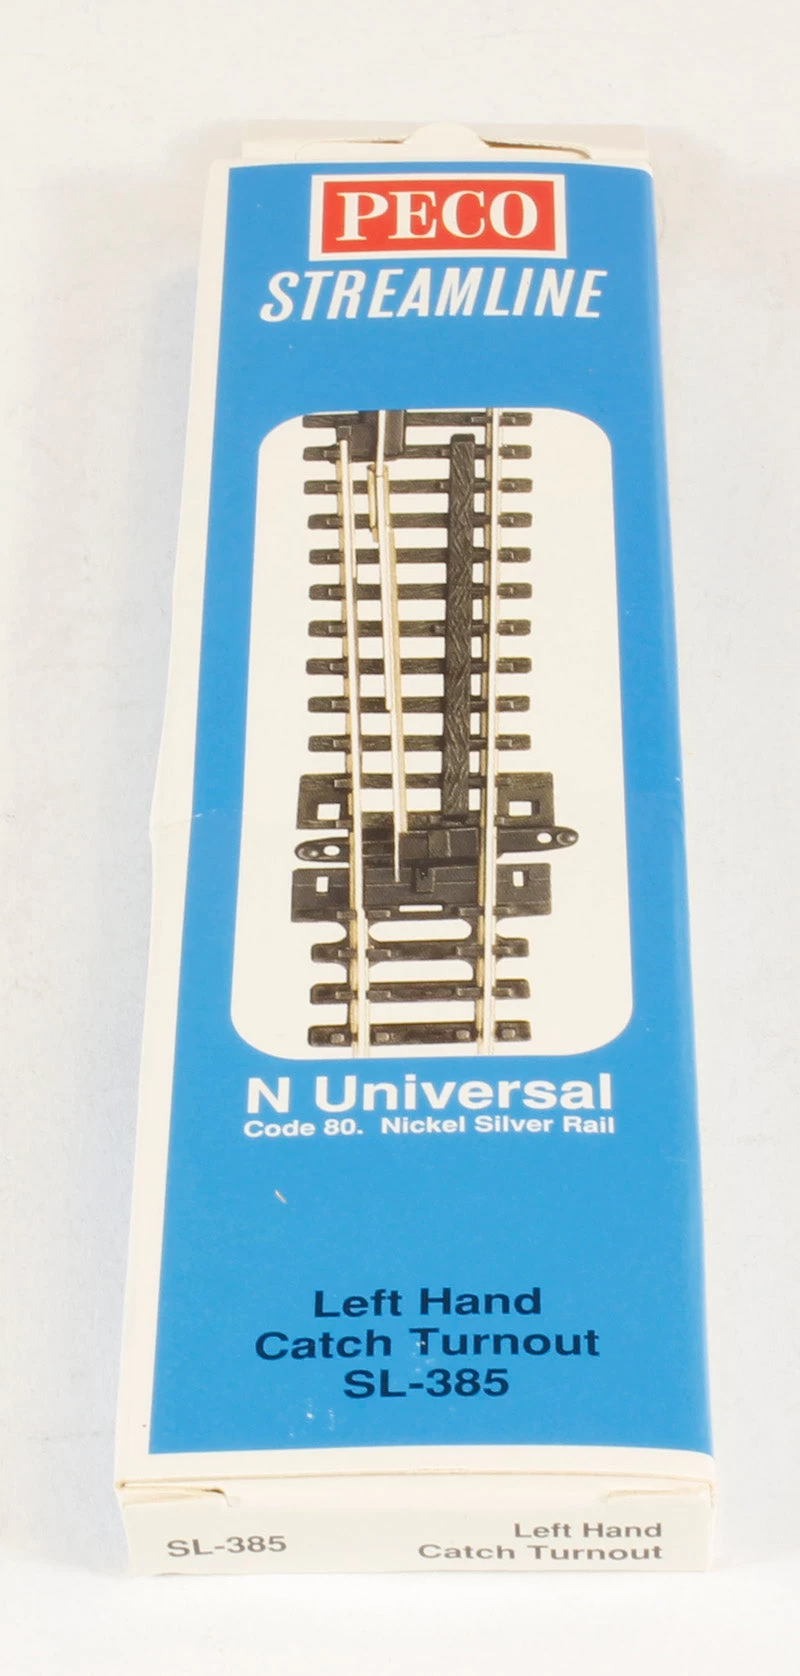 PECO
STREAMLINE
N Universal
Code 80. Nickel Silver Rail
Left Hand
Catch Turnout
SL-385
SL-385
Left Hand
Catch Turnout